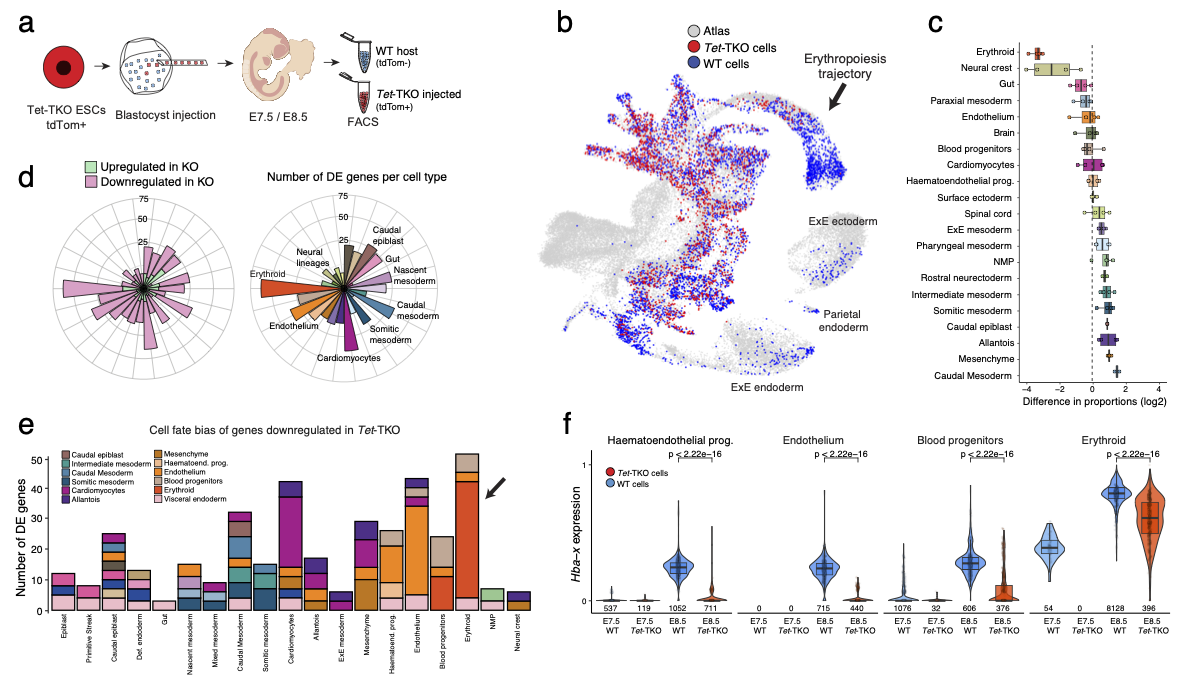 a
Tet-TKO ESCs
tdTom+
Blastocyst injection
E7.5 / E8.5
WT host
(tdTom-)
Tet-TKO injected
(tdTom+)
FACS
b
Atlas
Tet-TKO cells
WT cells
Erythropoiesis
trajectory
ExE ectoderm
Parietal
endoderm
ExE endoderm
c
Erythroid
Neural crest
Gut
Paraxial mesoderm
Endothelium
Brain
Blood progenitors
Cardiomyocytes
Haematoendothelial prog.
Surface ectoderm
Spinal cord
ExE mesoderm
Pharyngeal mesoderm
NMP
Rostral neurectoderm
Intermediate mesoderm
Somitic mesoderm
Caudal epiblast
Allantois
Mesenchyme
Caudal Mesoderm
−4 −2 0 2 4
Difference in proportions (log2)
d
Upregulated in KO
Downregulated in KO
75
50
25
Number of DE genes per cell type
75
50
25
Neural
lineages
Caudal
epiblast
Gut
Nascent
mesoderm
Erythroid
Caudal
mesoderm
Somitic
mesoderm
Endothelium
Cardiomyocytes
e
Cell fate bias of genes downregulated in Tet-TKO
Number of DE genes
50
40
30
20
10
0
Caudal epiblast
Intermediate mesoderm
Caudal Mesoderm
Somitic mesoderm
Cardiomyocytes
Allantois
Mesenchyme
Haematoend. prog.
Endothelium
Blood progenitors
Erythroid
Visceral endoderm
Epiblast
Primitive Streak
Caudal epiblast
Def. endoderm
Gut
Nascent mesoderm
Mixed mesoderm
Caudal Mesoderm
Somitic mesoderm
Cardiomyocytes
Allantois
ExE mesoderm
Mesenchyme
Haematoend. prog.
Endothelium
Blood progenitors
Erythroid
NMP
Neural crest
f
Haematoendothelial prog.
Endothelium
Blood progenitors
Erythroid
p < 2.22e−16
p < 2.22e−16
p < 2.22e−16
p < 2.22e−16
Tet-TKO cells
WT cells
Hba−x expression
1
0
537 119 1052 711
0 0 715 440
1076 32 606 376
54 0 8128 396
E7.5 E7.5 E8.5 E8.5
WT Tet-TKO WT Tet-TKO
E7.5 E7.5 E8.5 E8.5
WT Tet-TKO WT Tet-TKO
E7.5 E7.5 E8.5 E8.5
WT Tet-TKO WT Tet-TKO
E7.5 E7.5 E8.5 E8.5
WT Tet-TKO WT Tet-TKO